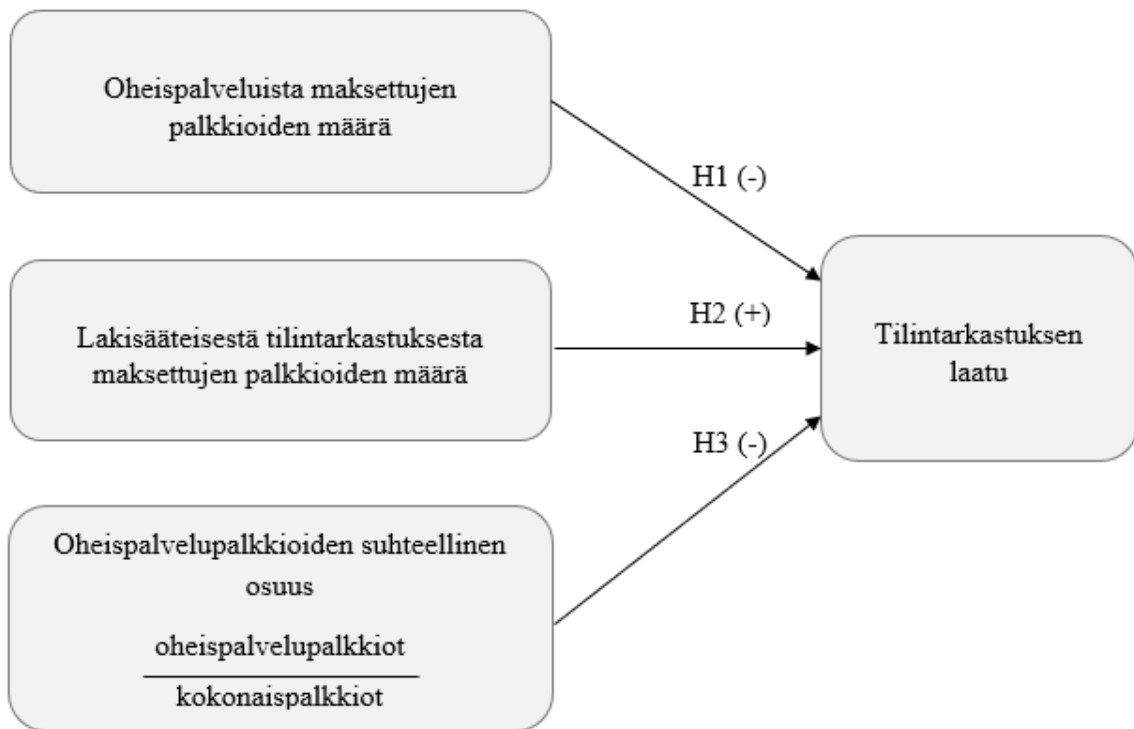 Oheispalveluista maksettujen
palkkioiden määrä
H1 (-)
Lakisääteisestä tilintarkastuksesta
maksettujen palkkioiden määrä
H2 (+)
Tilintarkastuksen
laatu
H3 (-)
Oheispalvelupalkkioiden suhteellinen
osuus
oheispalvelupalkkiot
kokonaispalkkiot